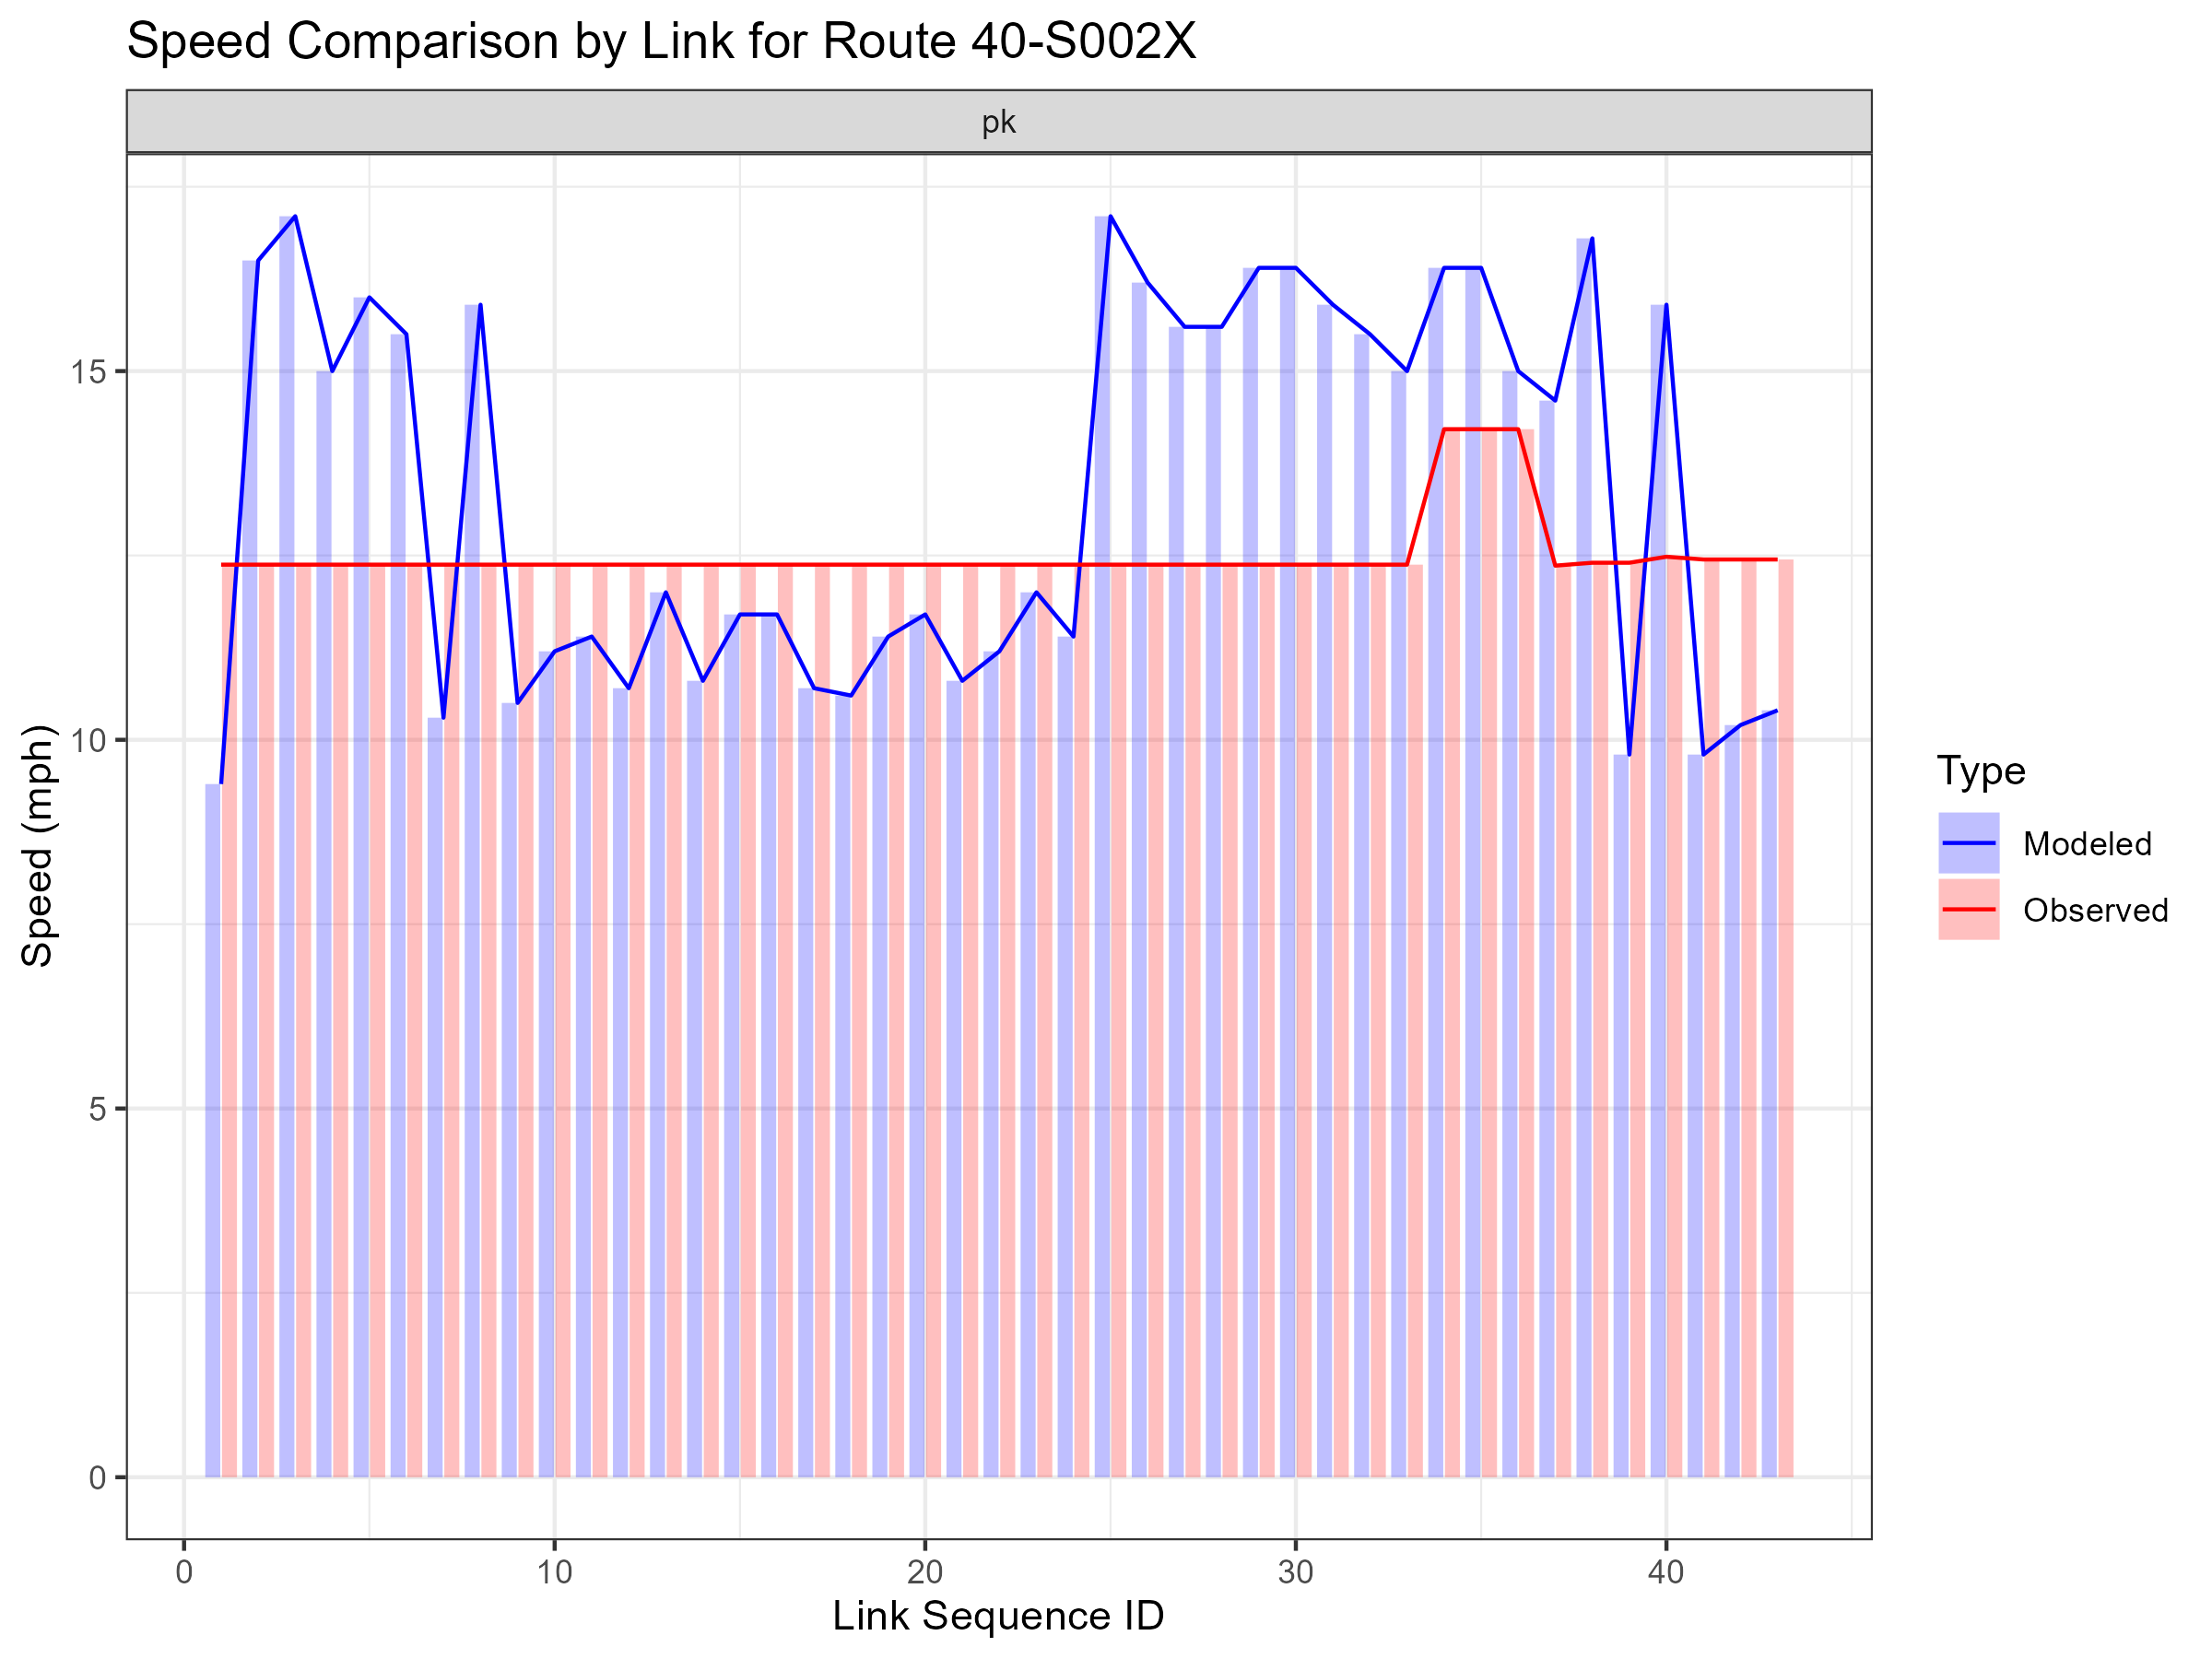 Speed Comparison by Link for Route 40-S002X
pk
Speed (mph)
15
10
5
0
0 10 20 30 40
Link Sequence ID
Type
Modeled
Observed